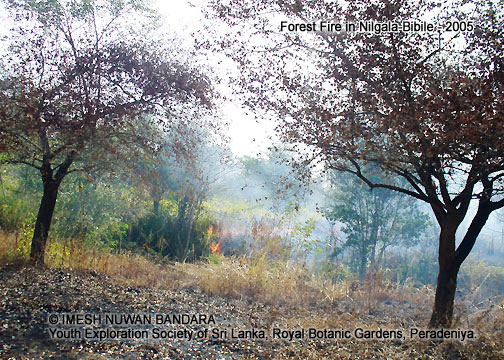 Forest Fire in Nilgala-Bibile - 2005.
© IMESH NUWAN BANDARA
Youth Exploration Society of Sri Lanka, Royal Botanic Gardens, Peradeniya.